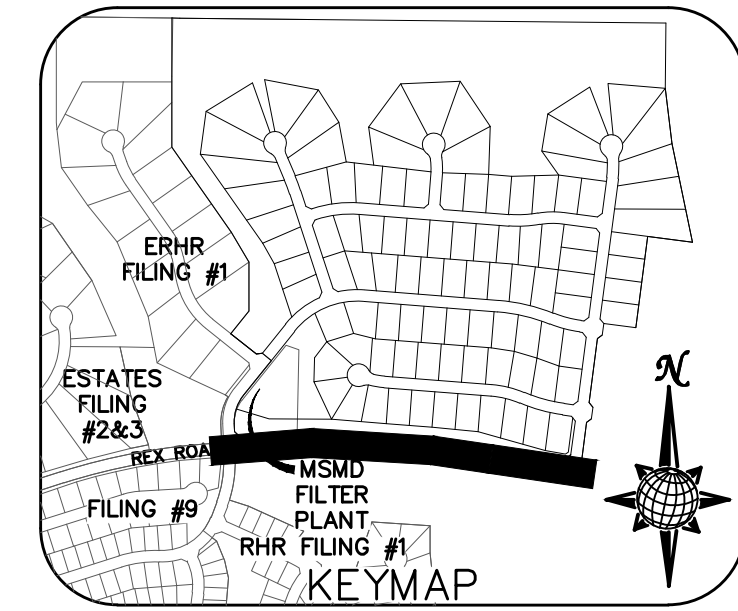 N
ERHR
FILING #1
ESTATES
FILING
#2&3
REX ROA
FILING #9
MSMD
FILTER
PLANT
RHR FILING #1
KEYMAP